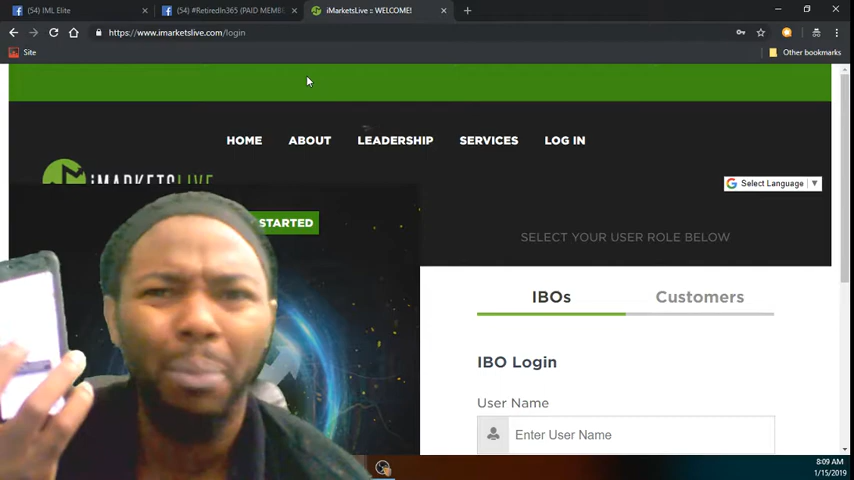 (54) IML Elite
(54) #RetiredIn365 (PAID MEMB
iMarketsLive :: WELCOME!
https://www.imarketslive.com/login
Site
Other bookmarks
HOME ABOUT LEADERSHIP SERVICES LOG IN
iMARKETSLIVE
Select Language
STARTED
SELECT YOUR USER ROLE BELOW
IBOs Customers
IBO Login
User Name
Enter User Name
8:09 AM
1/15/2019